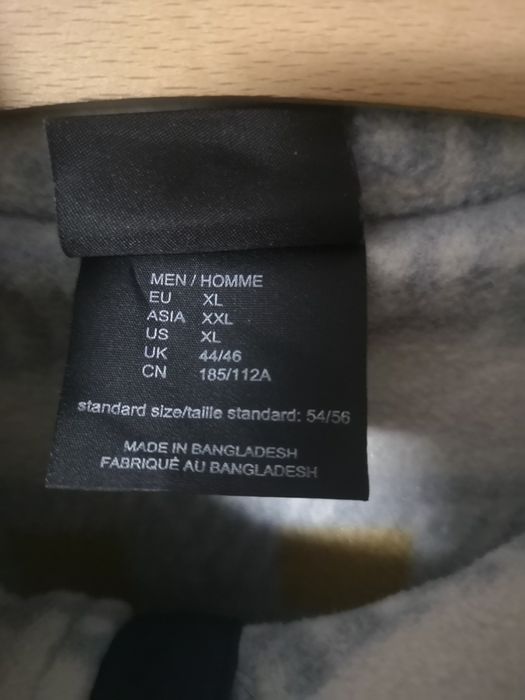 MEN / HOMME
EU XL
ASIA XXL
US XL
UK 44/46
CN 185/112A
standard size/taille standard: 54/56
MADE IN BANGLADESH
FABRIQUÉ AU BANGLADESH